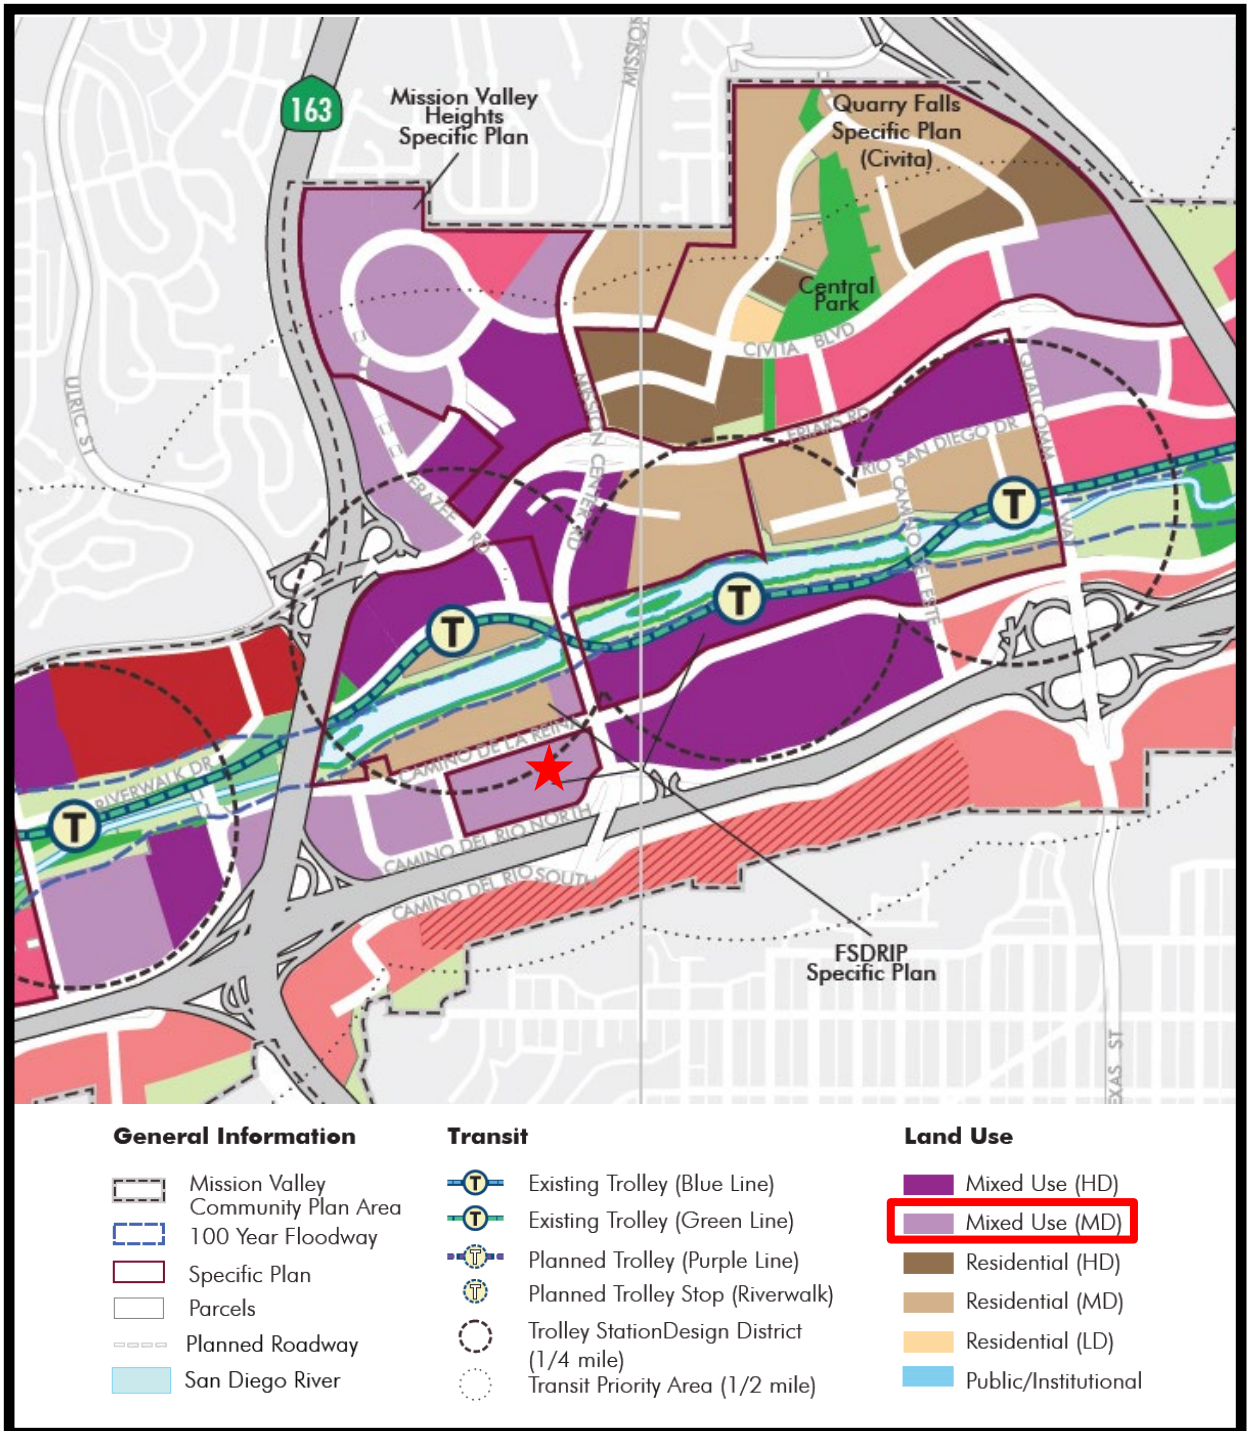 MISSION
163
Mission Valley
Heights
Specific Plan
Quarry Falls
Specific Plan
(Civita)
Central
Park
CIVITA BLVD
ULRIC ST
MISSION CENTER RD
FRIARS RD
QUALCOMM WAY
RIO SAN DIEGO DR
FRAZEE RD
CAMINO DEL ESTE
T
T
T
CAMINO DE LA REINA
RIVERWALK DR
T
CAMINO DEL RIO NORTH
CAMINO DEL RIO SOUTH
FSDRIP
Specific Plan
EXAS ST
General Information
Mission Valley
Community Plan Area
100 Year Floodway
Specific Plan
Parcels
Planned Roadway
San Diego River
Transit
T Existing Trolley (Blue Line)
T Existing Trolley (Green Line)
T Planned Trolley (Purple Line)
T Planned Trolley Stop (Riverwalk)
Trolley StationDesign District
(1/4 mile)
Transit Priority Area (1/2 mile)
Land Use
Mixed Use (HD)
Mixed Use (MD)
Residential (HD)
Residential (MD)
Residential (LD)
Public/Institutional